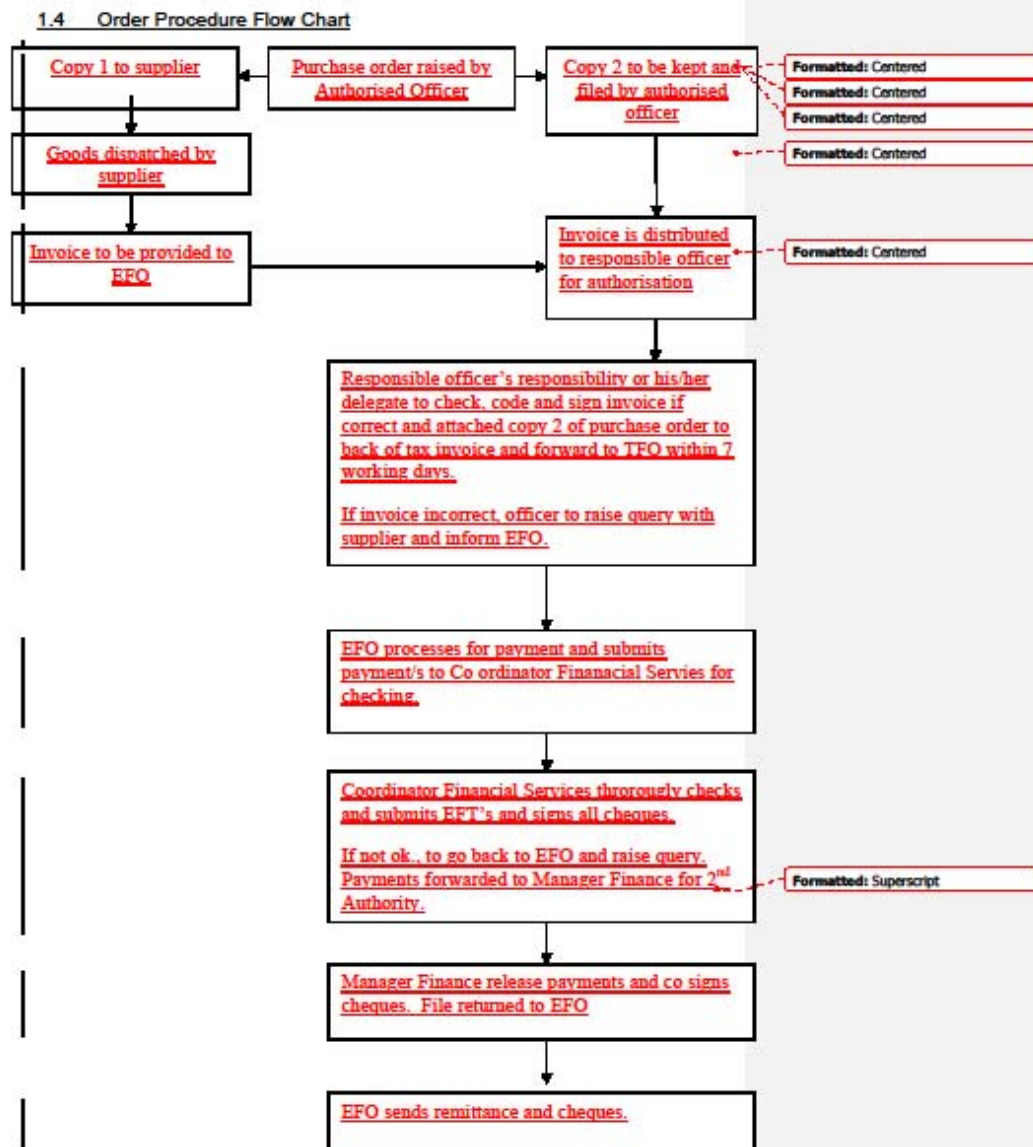 1.4 Order Procedure Flow Chart
Copy 1 to supplier
Purchase order raised by
Authorised Officer
Copy 2 to be kept and
filed by authorised
officer
Formatted: Centered
Formatted: Centered
Formatted: Centered
Formatted: Centered
Goods dispatched by
supplier
Invoice to be provided to
EFO
Invoice is distributed
to responsible officer
for authorisation
Formatted: Centered
Responsible officer's responsibility or his/her
delegate to check, code and sign invoice if
correct and attached copy 2 of purchase order to
back of tax invoice and forward to TFO within 7
working days.
If invoice incorrect, officer to raise query with
supplier and inform EFO.
EFO processes for payment and submits
payment/s to Co ordinator Finanacial Servies for
checking.
Coordinator Financial Services throrougly checks
and submits EFT's and signs all cheques.
If not ok., to go back to EFO and raise query.
Payments forwarded to Manager Finance for 2nd
Authority.
Formatted: Superscript
Manager Finance release payments and co signs
cheques. File returned to EFO
EFO sends remittance and cheques.